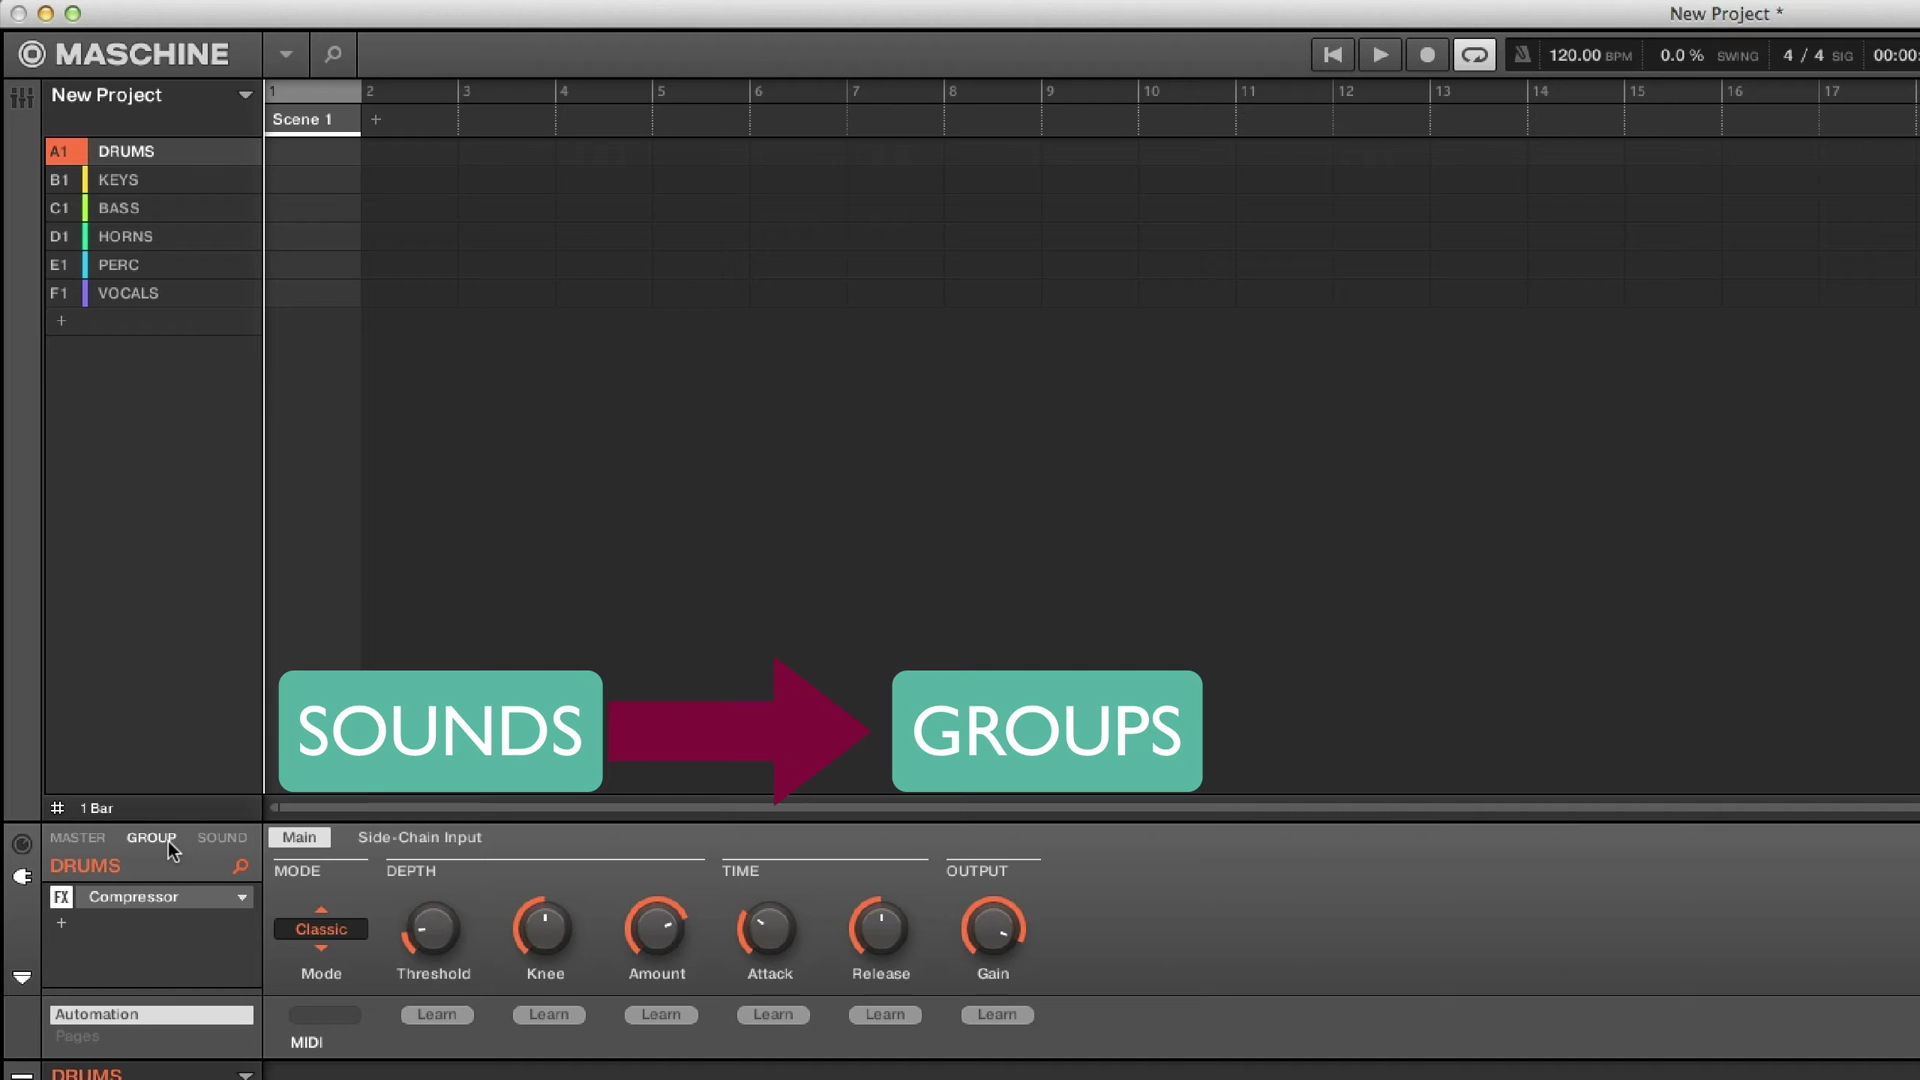 New Project *
MASCHINE
120.00 BPM 0.0 % SWING 4 / 4 SIG 00:00:
New Project
1 2 3 4 5 6 7 8 9 10 11 12 13 14 15 16 17
Scene 1 +
A1 DRUMS
B1 KEYS
C1 BASS
D1 HORNS
E1 PERC
F1 VOCALS
+
SOUNDS GROUPS
1 Bar
MASTER GROUP SOUND
Main Side-Chain Input
DRUMS
MODE DEPTH TIME OUTPUT
FX Compressor
+
Classic
Mode Threshold Knee Amount Attack Release Gain
Automation
Learn Learn Learn Learn Learn Learn
Pages
MIDI
DRUMS